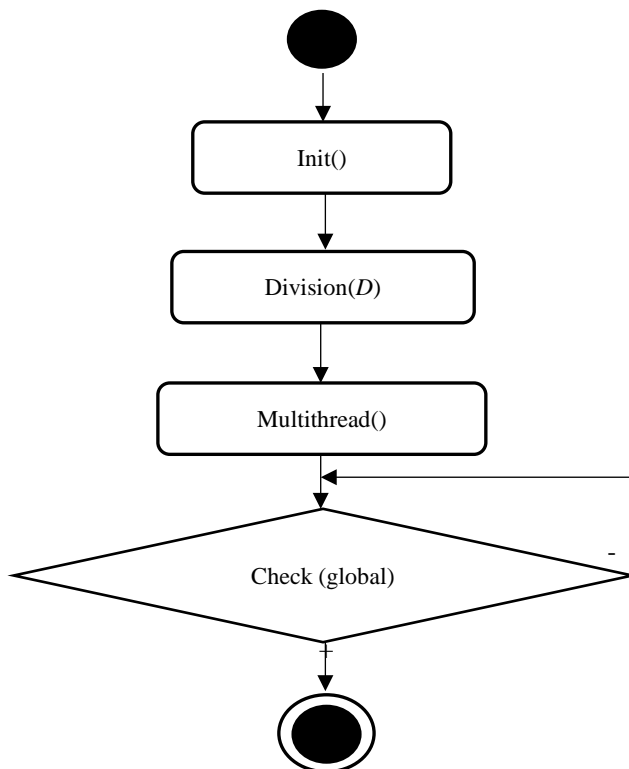 Init()
Division(D)
Multithread()
-
Check (global)
+